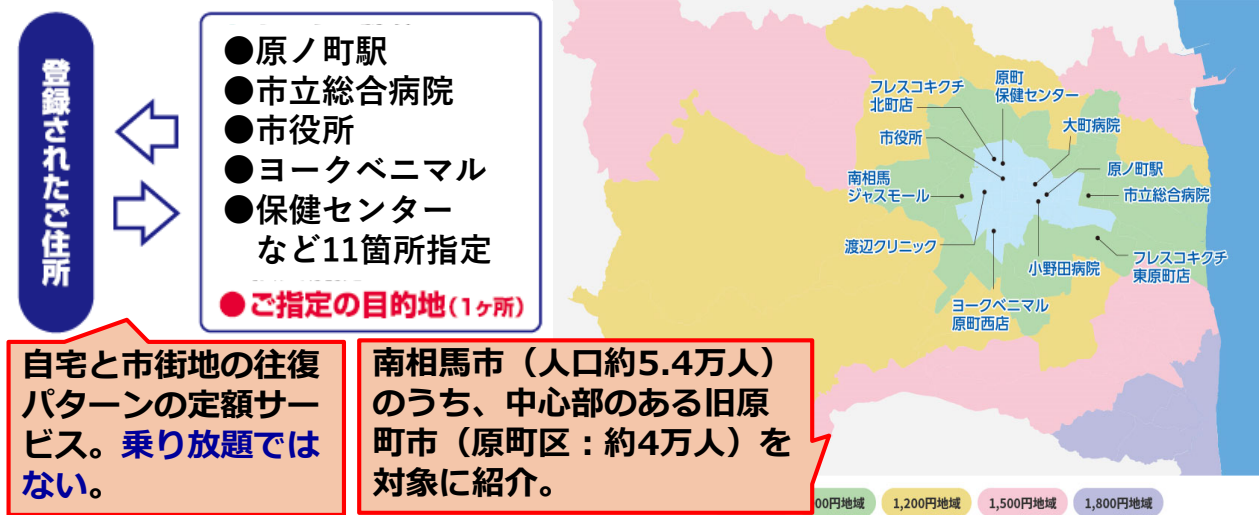 登録されたご住所
●原ノ町駅
●市立総合病院
●市役所
●ヨークベニマル
●保健センター
など11箇所指定
●ご指定の目的地(1ヶ所)
自宅と市街地の往復
パターンの定額サー
ビス。乗り放題では
ない。
南相馬市（人口約5.4万人）
のうち、中心部のある旧原
町市（原町区：約4万人）を
対象に紹介。
フレスコキクチ
北町店
原町
保健センター
市役所
大町病院
原ノ町駅
南相馬
ジャスモール
市立総合病院
渡辺クリニック
小野田病院
フレスコキクチ
東原町店
ヨークベニマル
原町西店
00円地域
1,200円地域
1,500円地域
1,800円地域